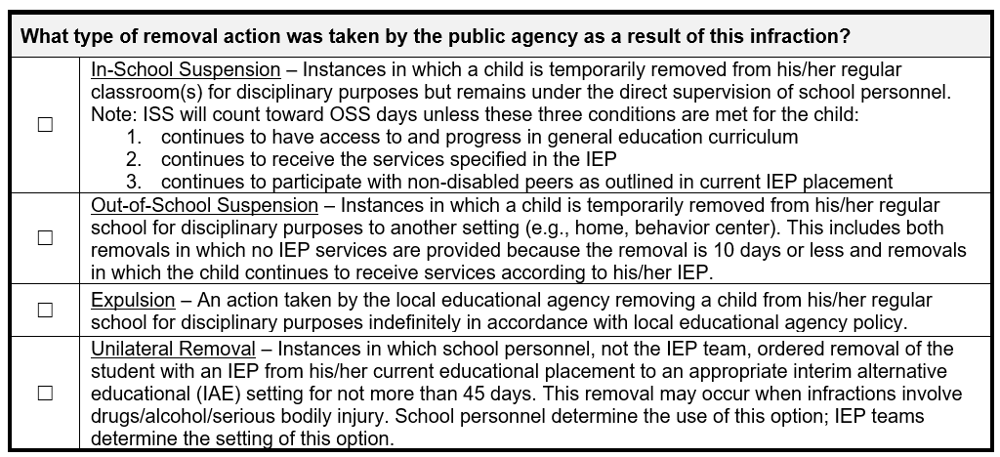 What type of removal action was taken by the public agency as a result of this infraction?
☐
In-School Suspension – Instances in which a child is temporarily removed from his/her regular
classroom(s) for disciplinary purposes but remains under the direct supervision of school personnel.
Note: ISS will count toward OSS days unless these three conditions are met for the child:
1. continues to have access to and progress in general education curriculum
2. continues to receive the services specified in the IEP
3. continues to participate with non-disabled peers as outlined in current IEP placement
☐
Out-of-School Suspension – Instances in which a child is temporarily removed from his/her regular
school for disciplinary purposes to another setting (e.g., home, behavior center). This includes both
removals in which no IEP services are provided because the removal is 10 days or less and removals
in which the child continues to receive services according to his/her IEP.
☐
Expulsion – An action taken by the local educational agency removing a child from his/her regular
school for disciplinary purposes indefinitely in accordance with local educational agency policy.
☐
Unilateral Removal – Instances in which school personnel, not the IEP team, ordered removal of the
student with an IEP from his/her current educational placement to an appropriate interim alternative
educational (IAE) setting for not more than 45 days. This removal may occur when infractions involve
drugs/alcohol/serious bodily injury. School personnel determine the use of this option; IEP teams
determine the setting of this option.